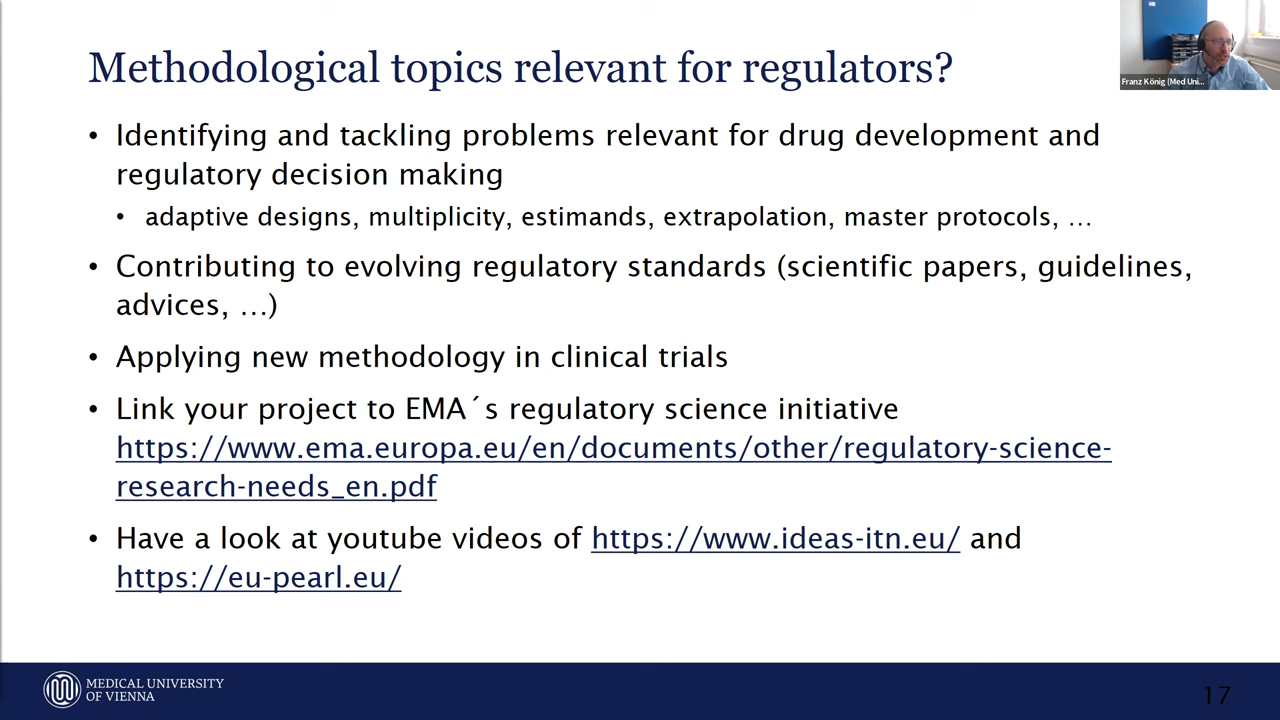 Methodological topics relevant for regulators?
Franz König (Med Uni...
• Identifying and tackling problems relevant for drug development and
regulatory decision making
• adaptive designs, multiplicity, estimands, extrapolation, master protocols, …
• Contributing to evolving regulatory standards (scientific papers, guidelines,
advices, …)
• Applying new methodology in clinical trials
• Link your project to EMA´s regulatory science initiative
https://www.ema.europa.eu/en/documents/other/regulatory-science-
research-needs_en.pdf
• Have a look at youtube videos of https://www.ideas-itn.eu/ and
https://eu-pearl.eu/
MEDICAL UNIVERSITY
OF VIENNA
17